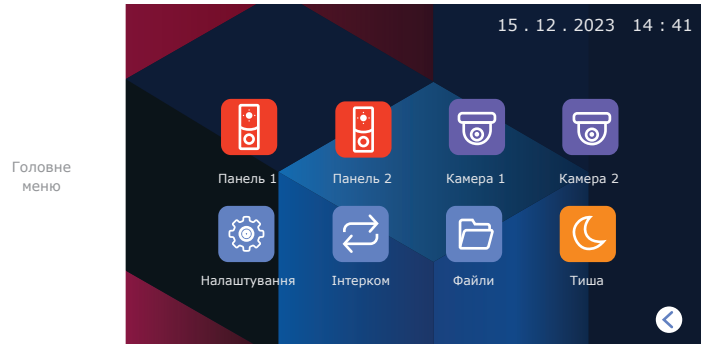 15 . 12 . 2023 14 : 41
Головне
меню
Панель 1 Панель 2 Камера 1 Камера 2
Налаштування Інтерком Файли Тиша